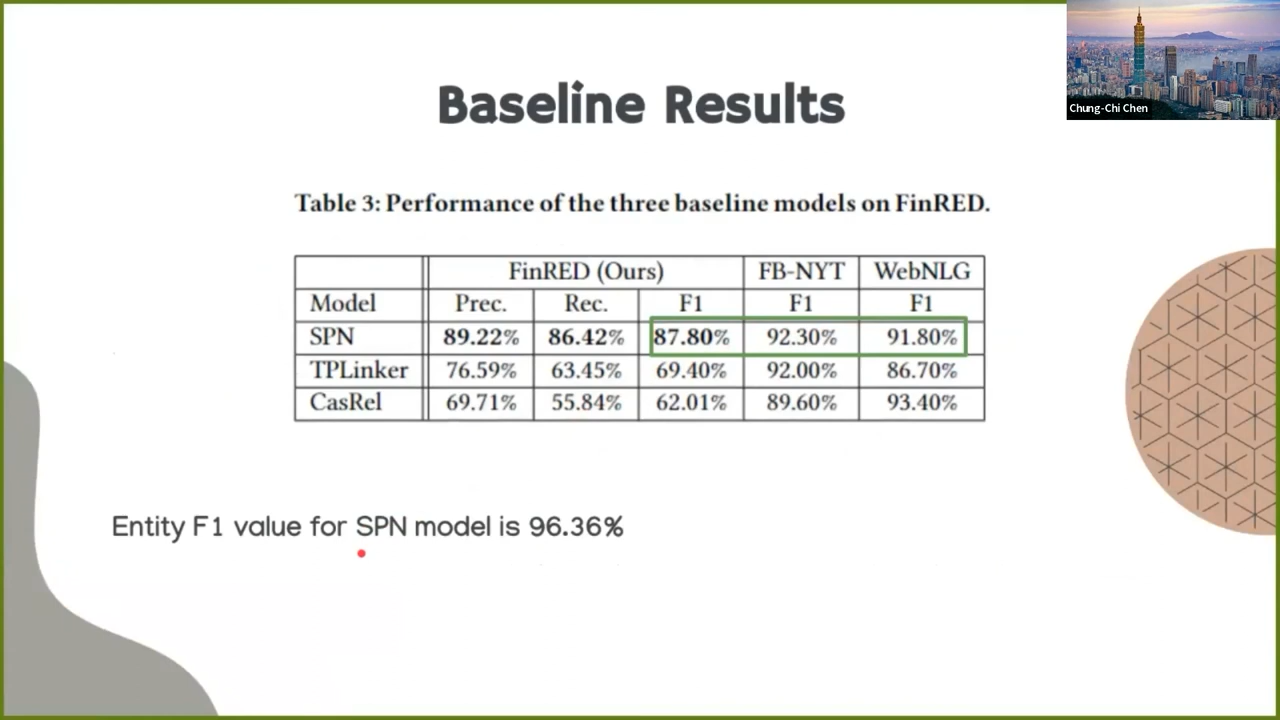 Chung-Chi Chen
Baseline Results
Table 3: Performance of the three baseline models on FinRED.
FinRED (Ours) FB-NYT WebNLG
Model Prec. Rec. F1 F1 F1
SPN 89.22% 86.42% 87.80% 92.30% 91.80%
TPLinker 76.59% 63.45% 69.40% 92.00% 86.70%
CasRel 69.71% 55.84% 62.01% 89.60% 93.40%
Entity F1 value for SPN model is 96.36%